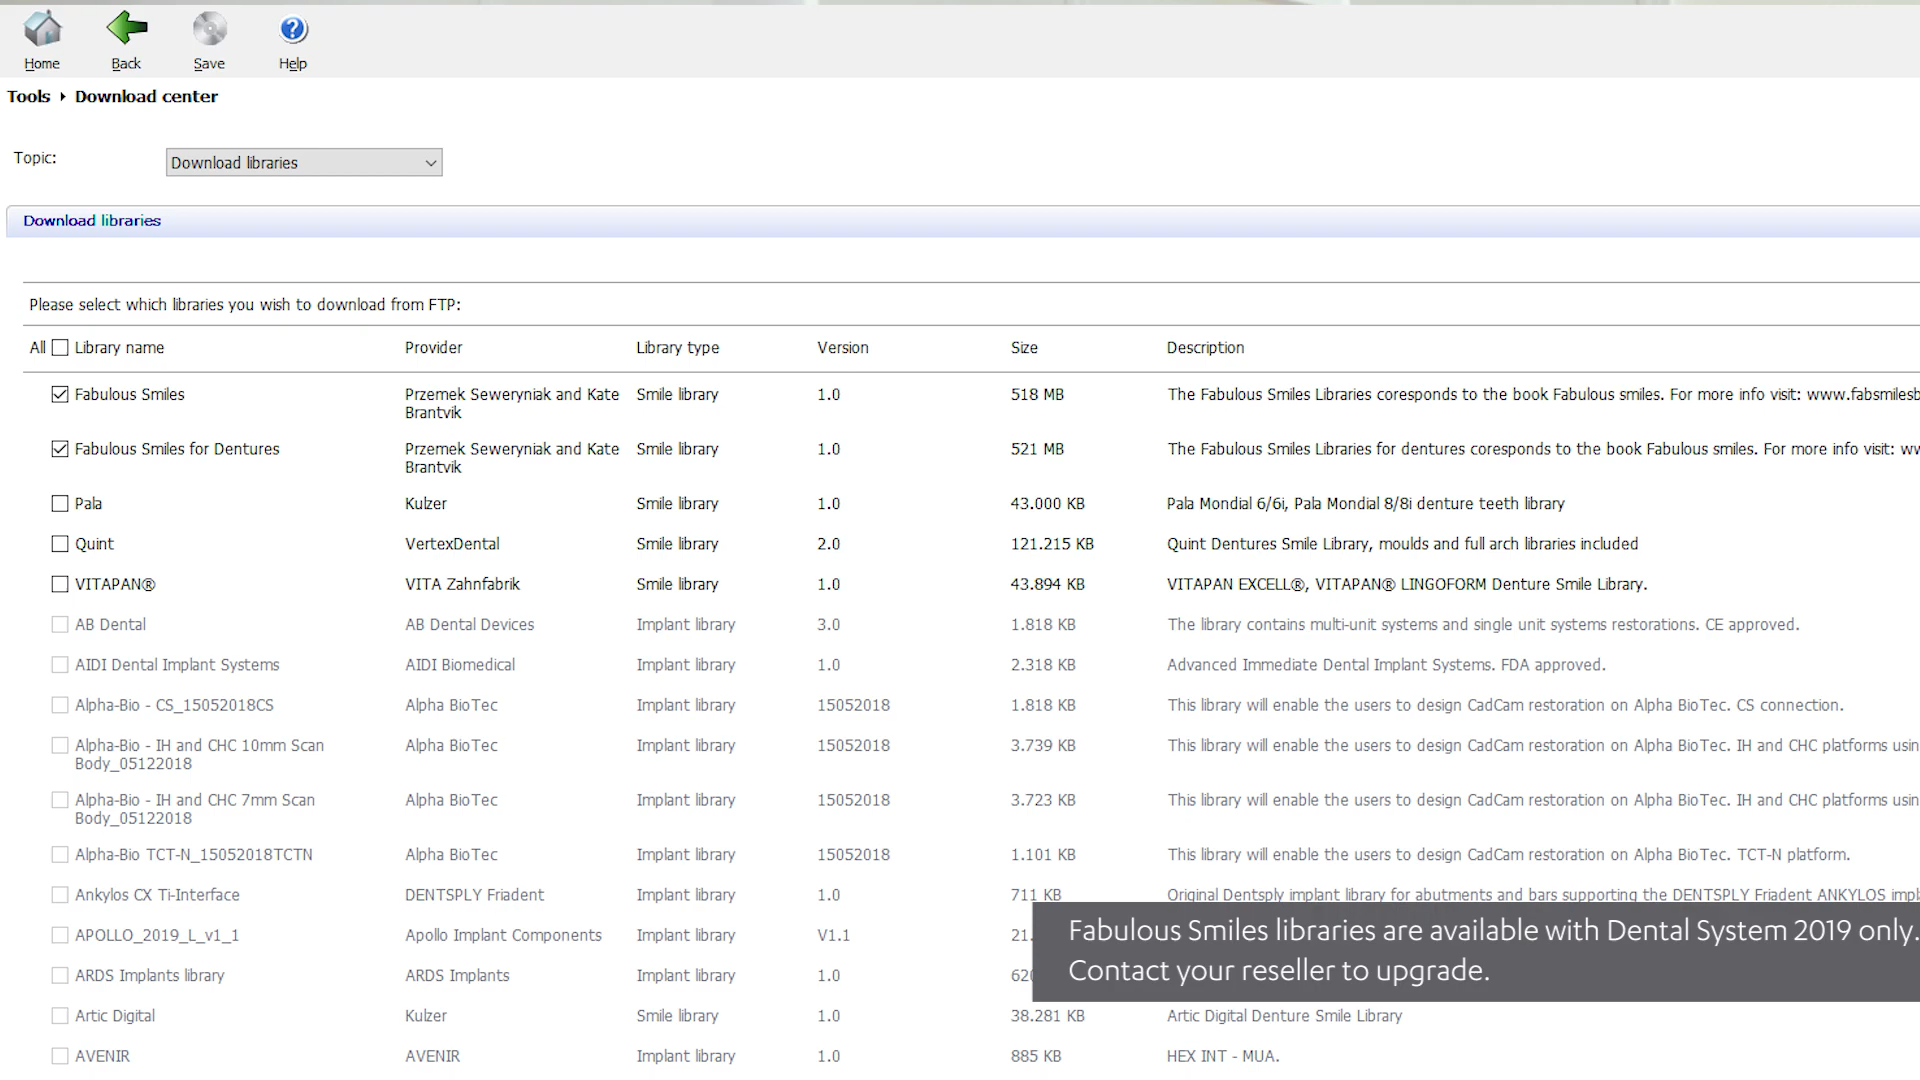 Home Back Save Help
Tools Download center
Topic: Download libraries
Download libraries
Please select which libraries you wish to download from FTP:
All Library name Provider Library type Version Size Description
Fabulous Smiles Przemek Seweryniak and Kate Brantvik Smile library 1.0 518 MB The Fabulous Smiles Libraries coresponds to the book Fabulous smiles. For more info visit: www.fabsmilesb
Fabulous Smiles for Dentures Przemek Seweryniak and Kate Brantvik Smile library 1.0 521 MB The Fabulous Smiles Libraries for dentures coresponds to the book Fabulous smiles. For more info visit: ww
Pala Kulzer Smile library 1.0 43.000 KB Pala Mondial 6/6i, Pala Mondial 8/8i denture teeth library
Quint VertexDental Smile library 2.0 121.215 KB Quint Dentures Smile Library, moulds and full arch libraries included
VITAPAN® VITA Zahnfabrik Smile library 1.0 43.894 KB VITAPAN EXCELL®, VITAPAN® LINGOFORM Denture Smile Library.
AB Dental AB Dental Devices Implant library 3.0 1.818 KB The library contains multi-unit systems and single unit systems restorations. CE approved.
AIDI Dental Implant Systems AIDI Biomedical Implant library 1.0 2.318 KB Advanced Immediate Dental Implant Systems. FDA approved.
Alpha-Bio - CS_15052018CS Alpha BioTec Implant library 15052018 1.818 KB This library will enable the users to design CadCam restoration on Alpha BioTec. CS connection.
Alpha-Bio - IH and CHC 10mm Scan Body_05122018 Alpha BioTec Implant library 15052018 3.739 KB This library will enable the users to design CadCam restoration on Alpha BioTec. IH and CHC platforms usin
Alpha-Bio - IH and CHC 7mm Scan Body_05122018 Alpha BioTec Implant library 15052018 3.723 KB This library will enable the users to design CadCam restoration on Alpha BioTec. IH and CHC platforms usin
Alpha-Bio TCT-N_15052018TCTN Alpha BioTec Implant library 15052018 1.101 KB This library will enable the users to design CadCam restoration on Alpha BioTec. TCT-N platform.
Ankylos CX Ti-Interface DENTSPLY Friadent Implant library 1.0 711 KB Original Dentsply implant library for abutments and bars supporting the DENTSPLY Friadent ANKYLOS impl
APOLLO_2019_L_v1_1 Apollo Implant Components Implant library V1.1 21.
ARDS Implants library ARDS Implants Implant library 1.0 620
Artic Digital Kulzer Smile library 1.0 38.281 KB Artic Digital Denture Smile Library
AVENIR AVENIR Implant library 1.0 885 KB HEX INT - MUA.
Fabulous Smiles libraries are available with Dental System 2019 only.
Contact your reseller to upgrade.